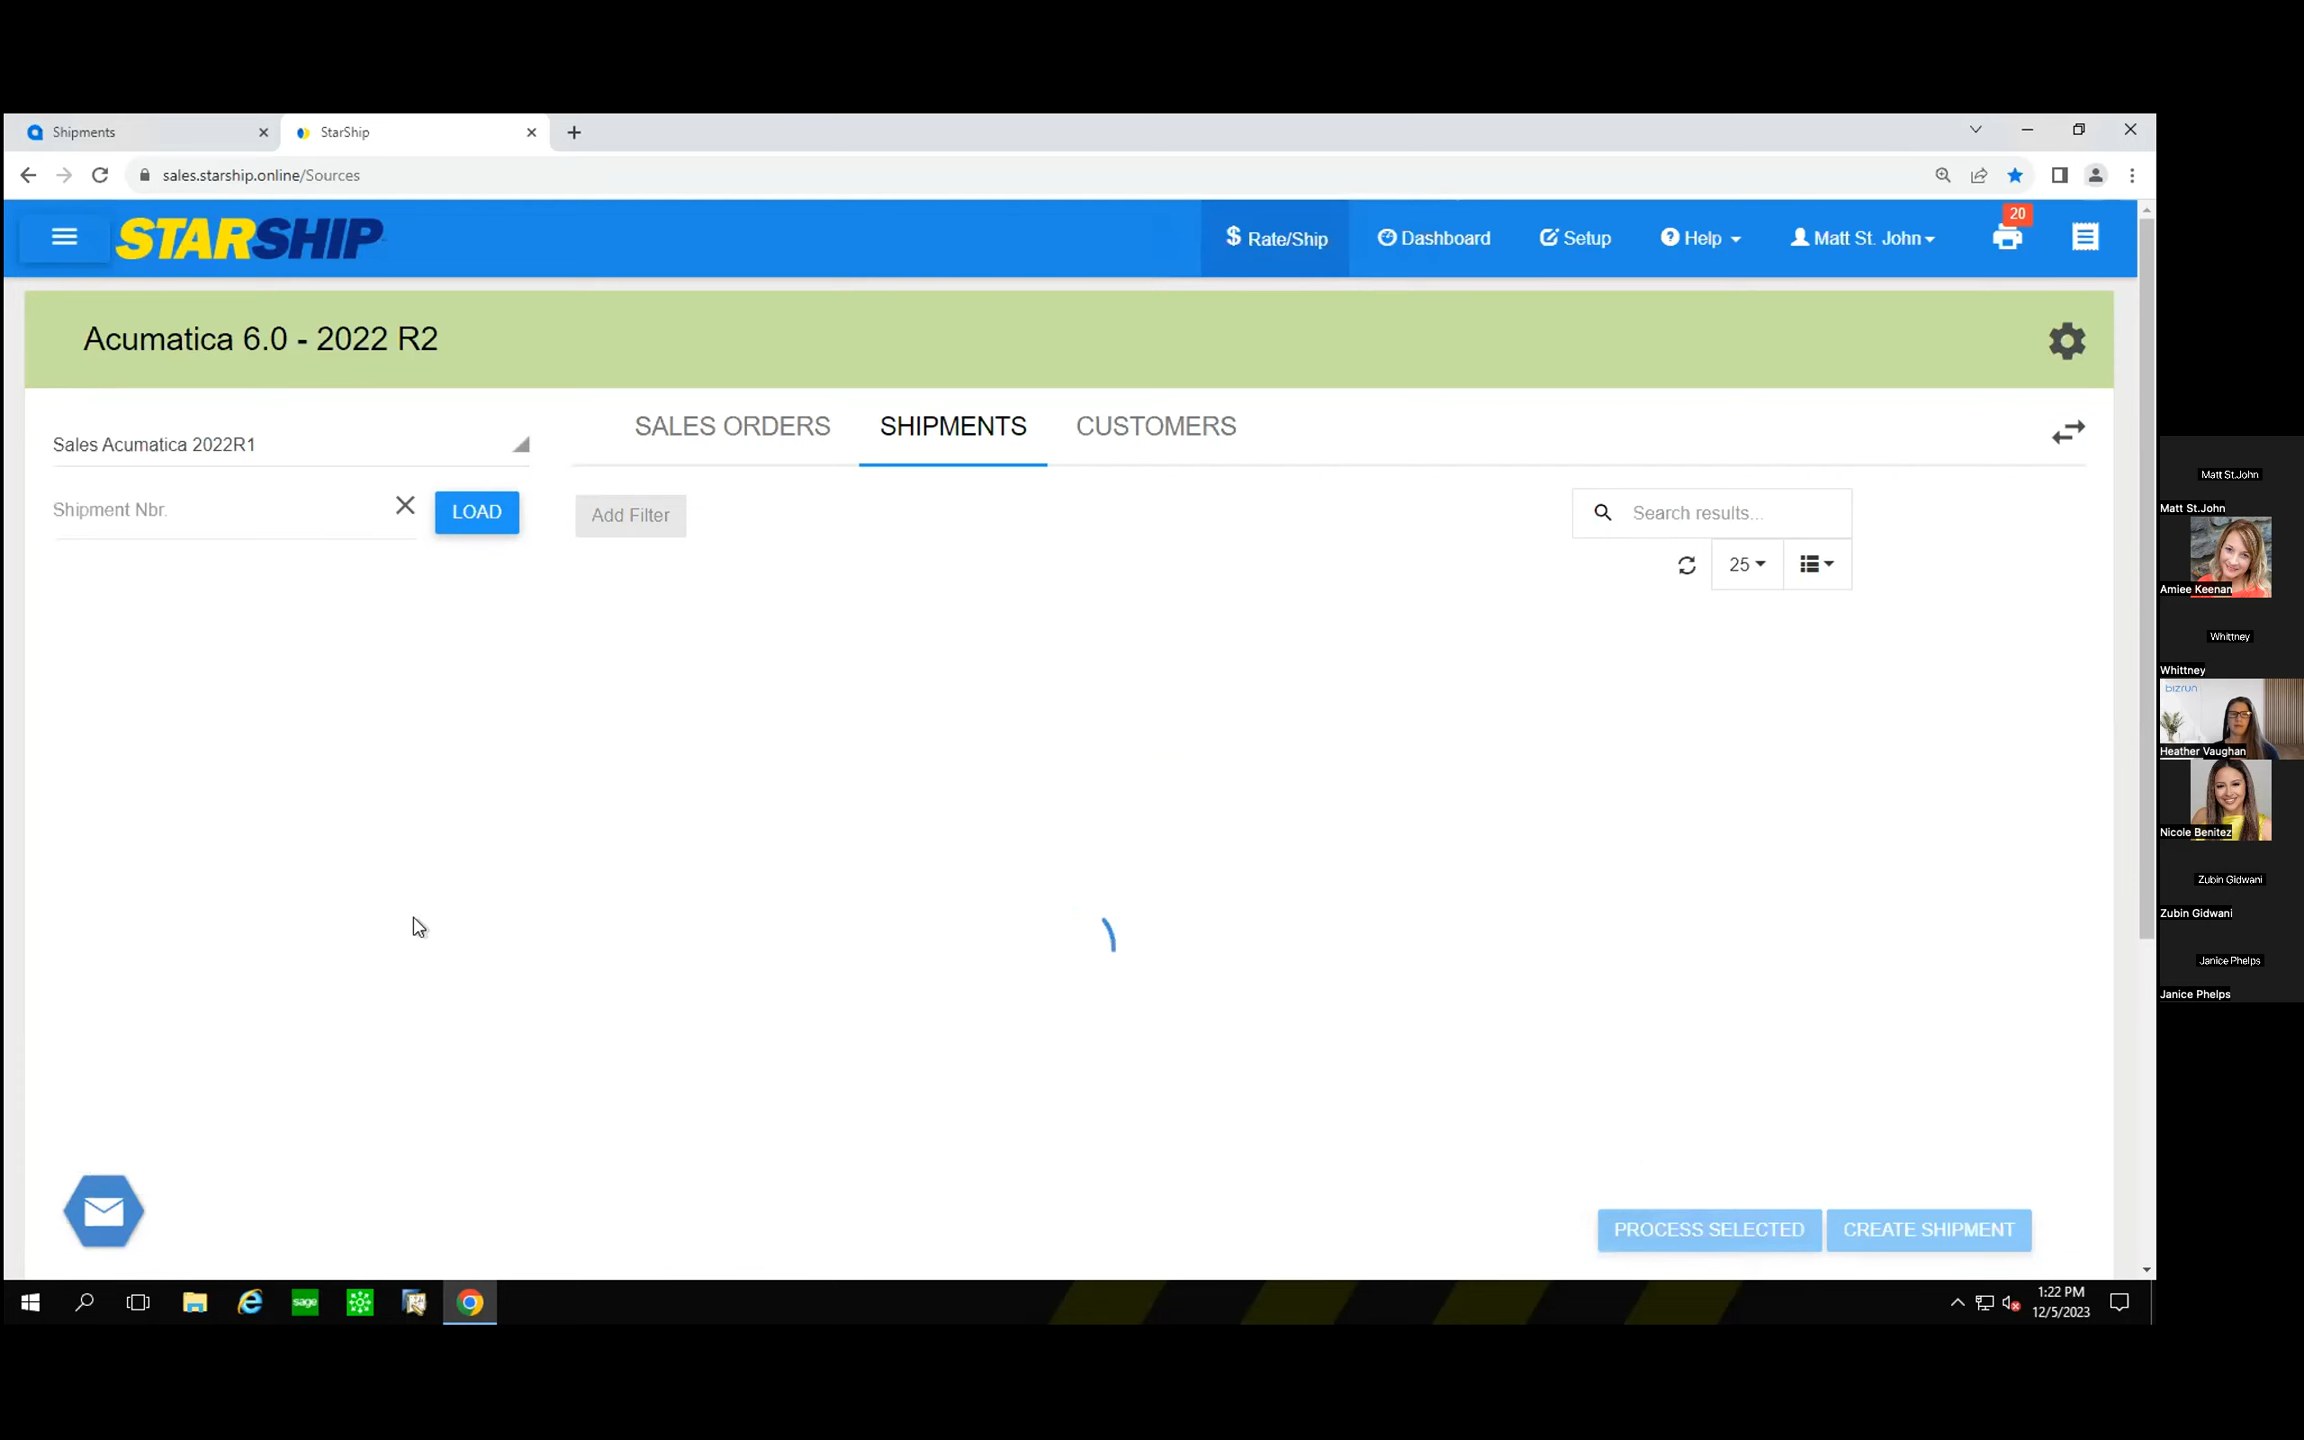 Shipments
StarShip
sales.starship.online/Sources
STARSHIP
$ Rate/Ship
Dashboard
Setup
Help
Matt St. John
20
Acumatica 6.0 - 2022 R2
Sales Acumatica 2022R1
SALES ORDERS
SHIPMENTS
CUSTOMERS
Shipment Nbr.
LOAD
Add Filter
Search results...
25
PROCESS SELECTED
CREATE SHIPMENT
sage
1:22 PM
12/5/2023
Matt St.John
Matt St.John
Amiee Keenan
Whittney
Whittney
bizrun
Heather Vaughan
Nicole Benitez
Zubin Gidwani
Zubin Gidwani
Janice Phelps
Janice Phelps